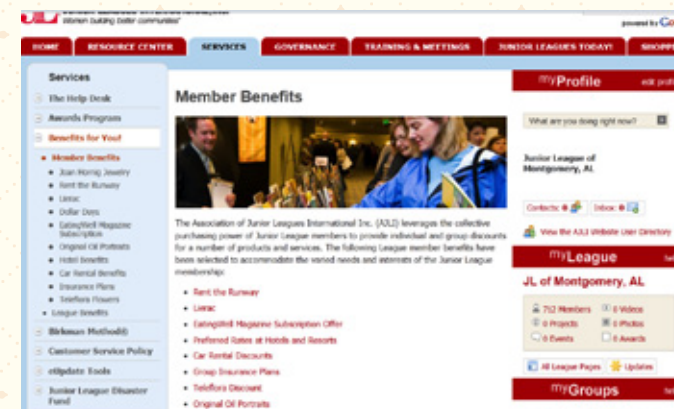 Women building better communities
powered by
HOME RESOURCE CENTER SERVICES GOVERNANCE TRAINING & MEETINGS JUNIOR LEAGUES TODAY! SHOPP
Services
The Help Desk
Awards Program
Benefits for You!
Member Benefits
Joan Hornig Jewelry
Rent the Runway
Lierac
Dollar Days
EatingWell Magazine
Subscription
Original Oil Portraits
Hotel Benefits
Car Rental Benefits
Insurance Plans
Teleflora Flowers
League Benefits
Birkman Method®
Customer Service Policy
eUpdate Tools
Junior League Disaster
Fund
Member Benefits
The Association of Junior Leagues International Inc. (AJLI) leverages the collective
purchasing power of Junior League members to provide individual and group discounts
for a number of products and services. The following League member benefits have
been selected to accommodate the varied needs and interests of the Junior League
membership:
Rent the Runway
Lierac
EatingWell Magazine Subscription Offer
Preferred Rates at Hotels and Resorts
Car Rental Discounts
Group Insurance Plans
Teleflora Discount
Original Oil Portraits
myProfile edit prof
What are you doing right now?
Junior League of
Montgomery, AL
Contacts: 0 Inbox: 0
View the AJLI Website User Directory
myLeague
JL of Montgomery, AL
752 Members 0 Videos
0 Projects 0 Photos
0 Events 0 Awards
All League Pages Updates
myGroups